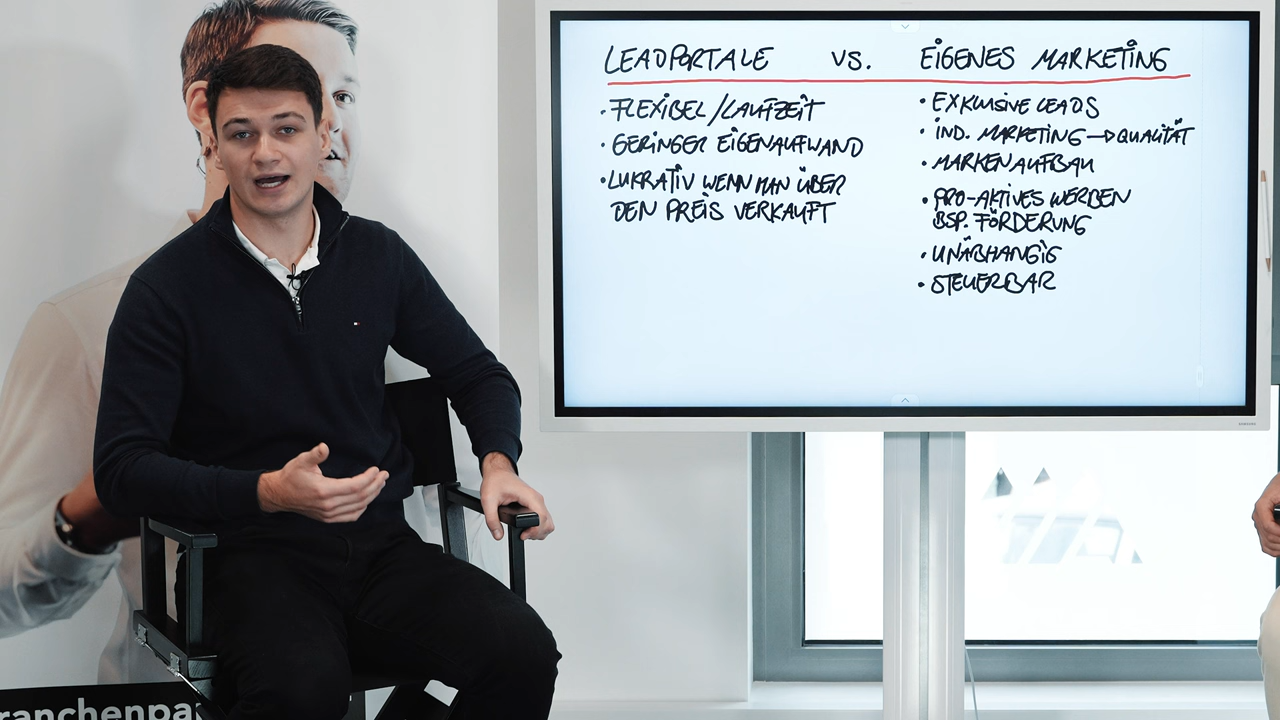 LEADPORTALE VS. EIGENES MARKETING
• FLEXIBEL/LAUFZEIT
• GERINGER EIGENAUFWAND
• LUKRATIV WENN MAN ÜBER
DEN PREIS VERKAUFT
• EXKLUSIVE LEADS
• IND. MARKETING → QUALITÄT
• MARKENAUFBAU
• PRO-AKTIVES WERBEN
BSP. FÖRDERUNG
• UNABHÄNGIG
• STEUERBAR
SAMSUNG
ranchenpa